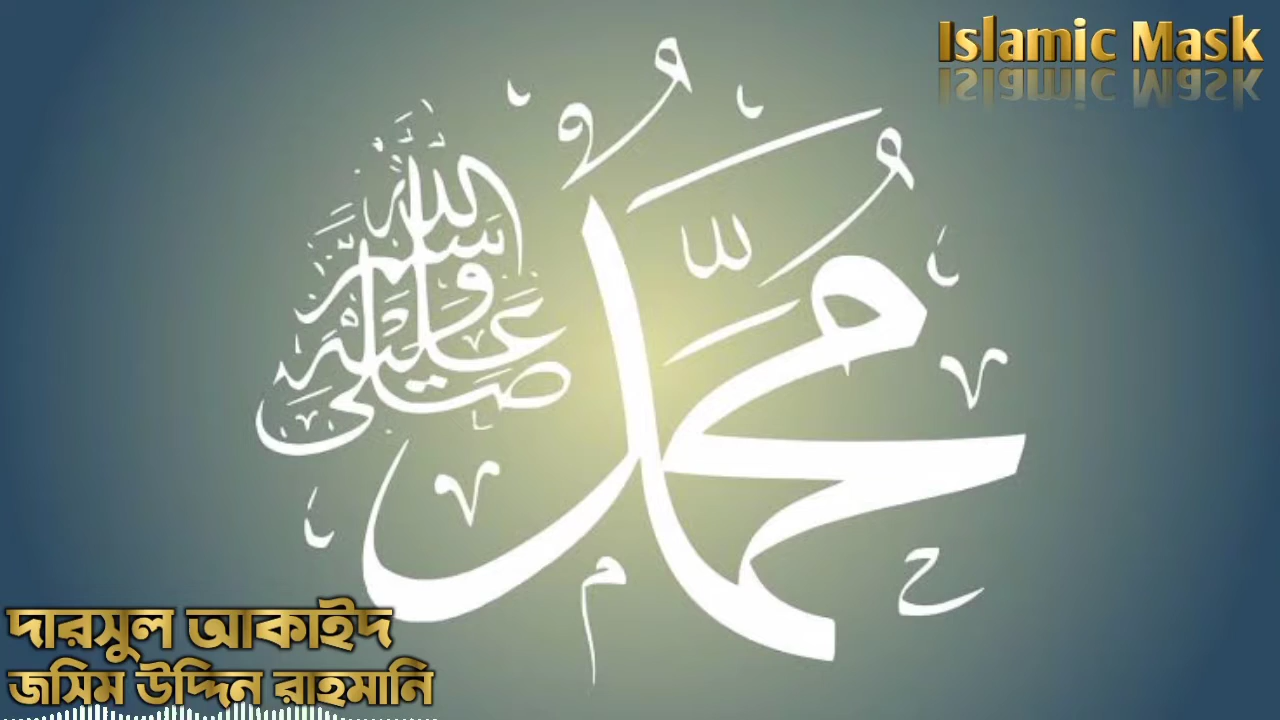 Islamic Mask
محمد
صلى الله عليه وسلم
দারসুল আকাইদ
জসিম উদ্দিন রাহমানি